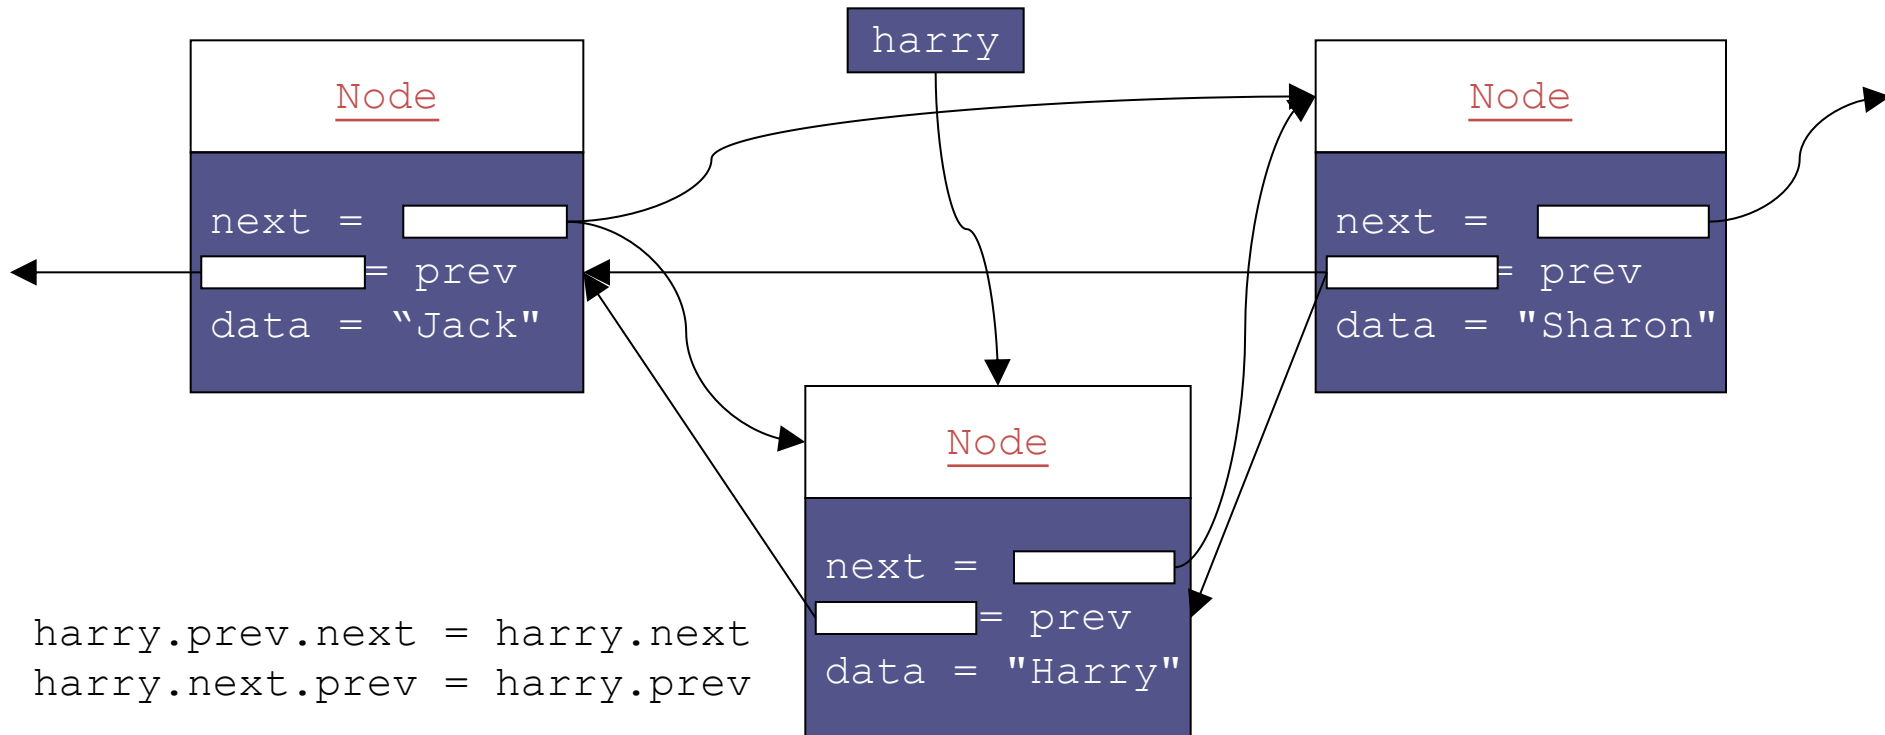 harry
Node
next =
= prev
data = “Jack"
Node
next =
= prev
data = "Sharon"
Node
next =
= prev
data = "Harry"
harry.prev.next = harry.next
harry.next.prev = harry.prev